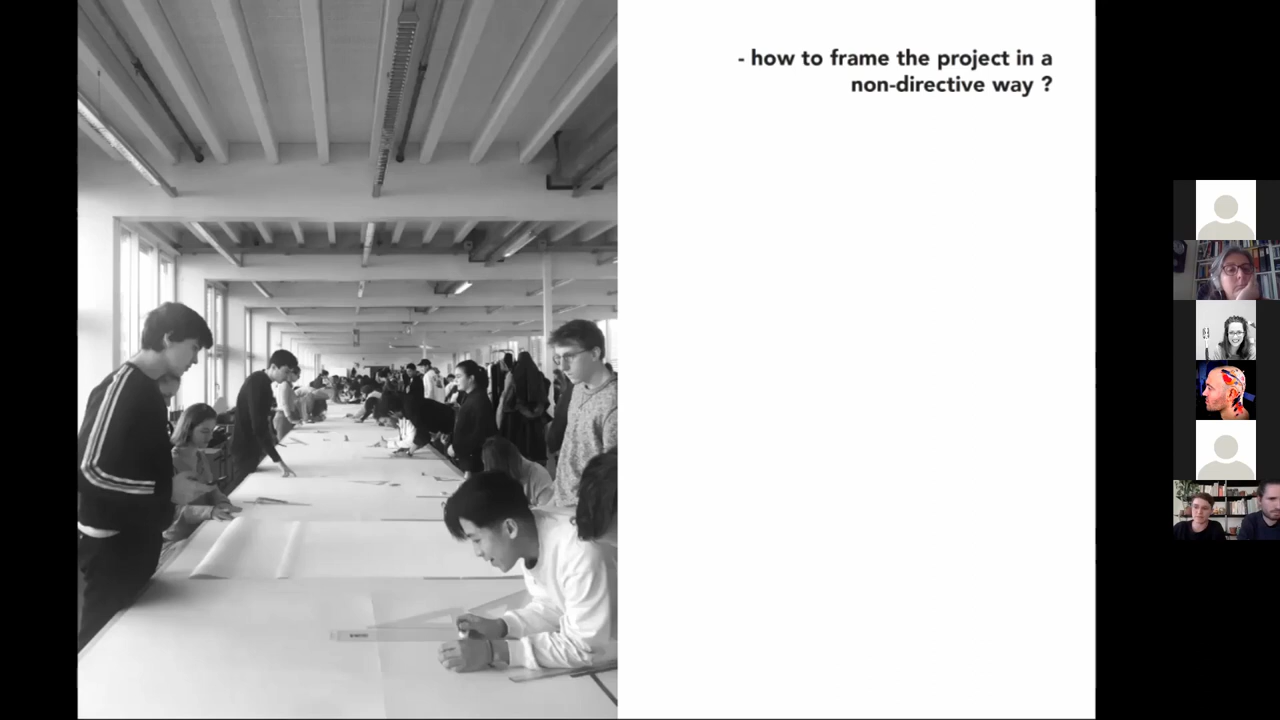 - how to frame the project in a
non-directive way ?